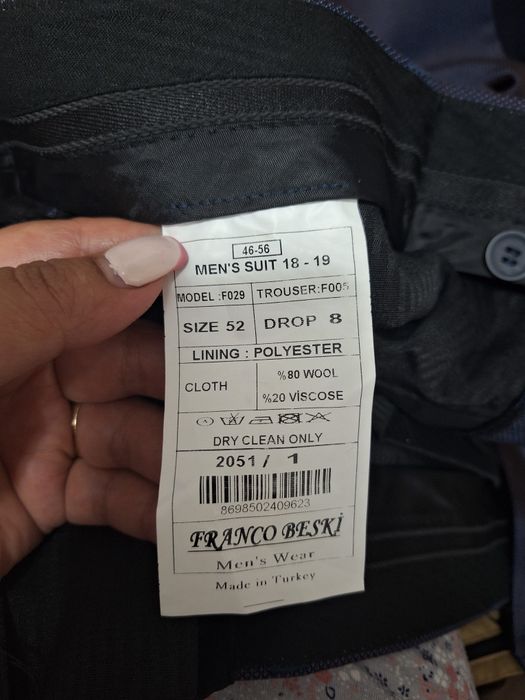 46-56
MEN'S SUIT 18 - 19
MODEL :F029 TROUSER:F005
SIZE 52 DROP 8
LINING : POLYESTER
CLOTH %80 WOOL
%20 VİSCOSE
DRY CLEAN ONLY
2051 / 1
8698502409623
FRANCO BESKİ
Men's Wear
Made in Turkey